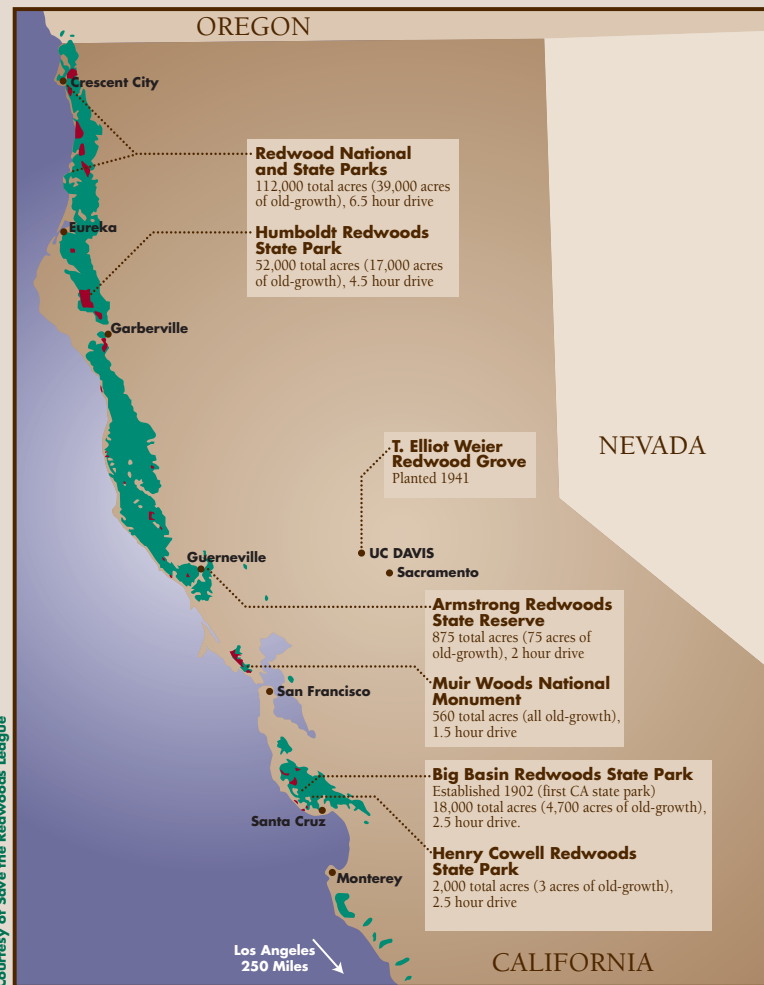 OREGON
Crescent City
Redwood National
and State Parks
112,000 total acres (39,000 acres
of old-growth), 6.5 hour drive
Eureka
Humboldt Redwoods
State Park
52,000 total acres (17,000 acres
of old-growth), 4.5 hour drive
Garberville
T. Elliot Weier
Redwood Grove
Planted 1941
NEVADA
UC DAVIS
Guerneville
Sacramento
Armstrong Redwoods
State Reserve
875 total acres (75 acres of
old-growth), 2 hour drive
Muir Woods National
Monument
560 total acres (all old-growth),
1.5 hour drive
San Francisco
Big Basin Redwoods State Park
Established 1902 (first CA state park)
18,000 total acres (4,700 acres of old-growth),
2.5 hour drive.
Santa Cruz
Henry Cowell Redwoods
State Park
2,000 total acres (3 acres of old-growth),
2.5 hour drive
Monterey
Los Angeles
250 Miles
CALIFORNIA
Courtesy of Save the Redwoods League